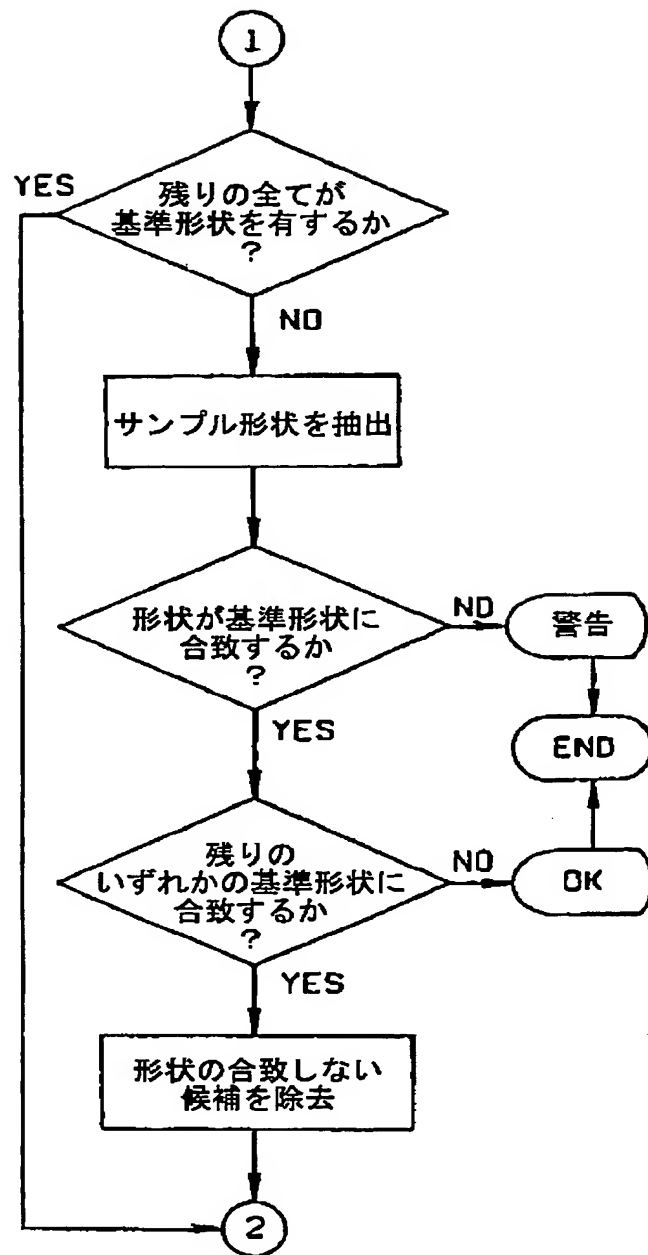 1
YES
残りの全てが
基準形状を有するか
?
NO
サンプル形状を抽出
形状が基準形状に
合致するか
?
NO
警告
YES
END
残りの
いずれかの基準形状に
合致するか
?
NO
OK
YES
形状の合致しない
候補を除去
2